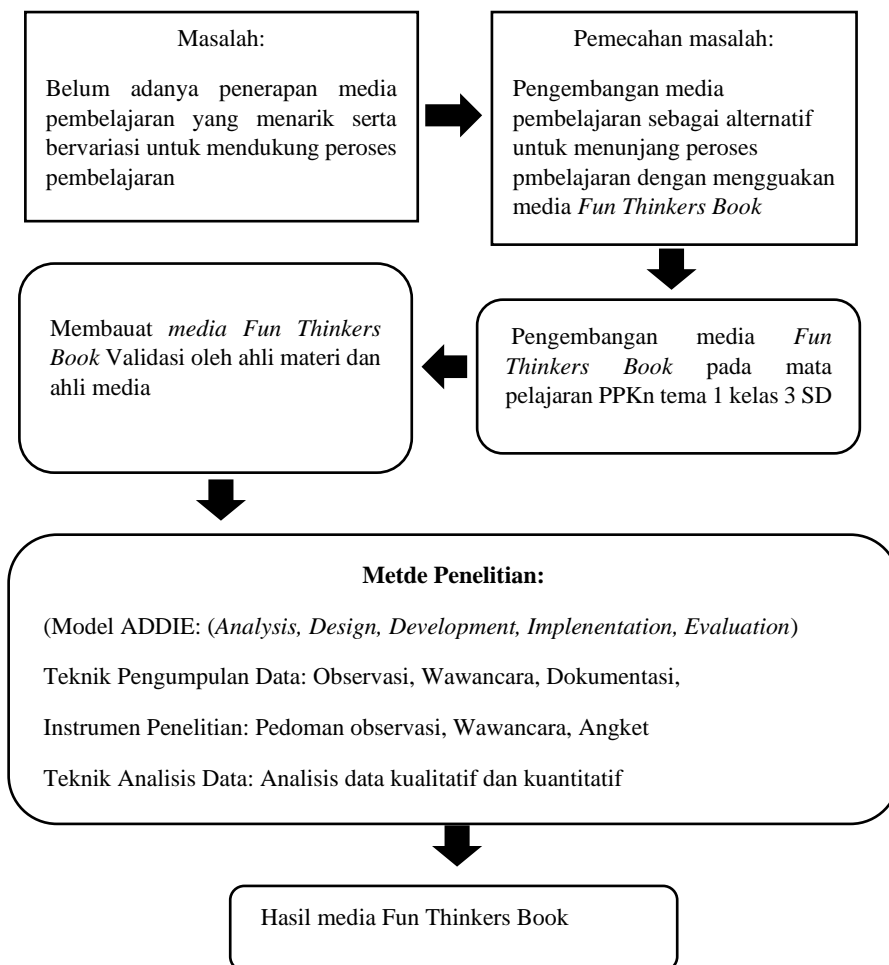 Masalah:
Belum adanya penerapan media
pembelajaran yang menarik serta
bervariasi untuk mendukung peroses
pembelajaran
Pemecahan masalah:
Pengembangan media
pembelajaran sebagai alternatif
untuk menunjang peroses
pmbelajaran dengan mengguakan
media Fun Thinkers Book
Pengembangan media Fun
Thinkers Book pada mata
pelajaran PPKn tema 1 kelas 3 SD
Membauat media Fun Thinkers
Book Validasi oleh ahli materi dan
ahli media
Metde Penelitian:
(Model ADDIE: (Analysis, Design, Development, Implenentation, Evaluation)
Teknik Pengumpulan Data: Observasi, Wawancara, Dokumentasi,
Instrumen Penelitian: Pedoman observasi, Wawancara, Angket
Teknik Analisis Data: Analisis data kualitatif dan kuantitatif
Hasil media Fun Thinkers Book